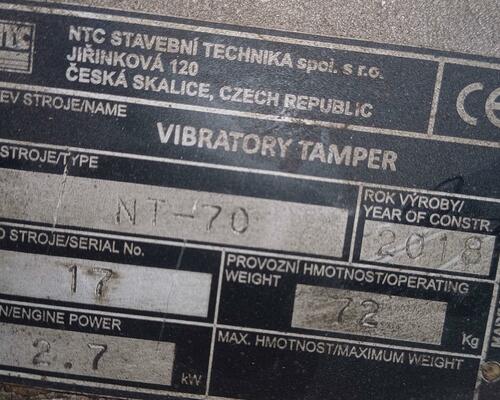 NTC
NTC STAVEBNÍ TECHNIKA spol. s r.o.
JIŘINKOVÁ 120
ČESKÁ SKALICE, CZECH REPUBLIC
CE
EV STROJE/NAME
VIBRATORY TAMPER
STROJE/TYPE
NT-70
ROK VÝROBY/
YEAR OF CONSTR.
2018
O STROJE/SERIAL No.
17
PROVOZNÍ HMOTNOST/OPERATING
WEIGHT
72
Kg
N/ENGINE POWER
2.7
kW
MAX. HMOTNOST/MAXIMUM WEIGHT
MADE